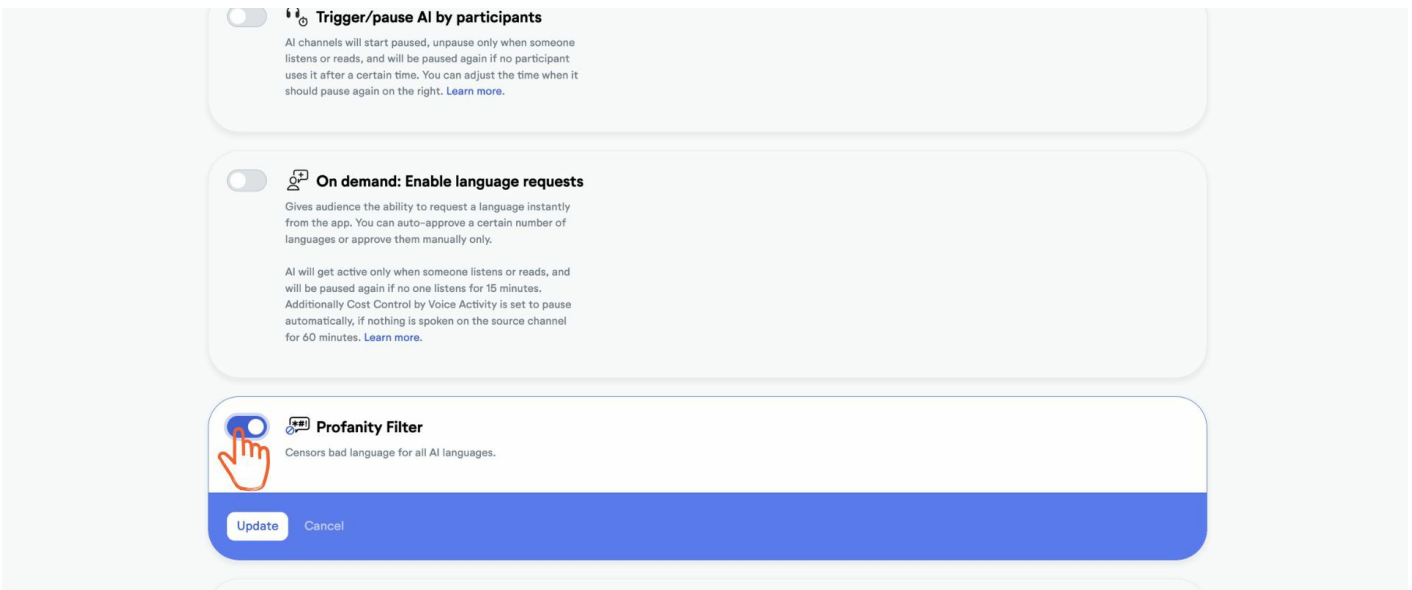 Trigger/pause AI by participants
AI channels will start paused, unpause only when someone
listens or reads, and will be paused again if no participant
uses it after a certain time. You can adjust the time when it
should pause again on the right. Learn more.
On demand: Enable language requests
Gives audience the ability to request a language instantly
from the app. You can auto-approve a certain number of
languages or approve them manually only.
AI will get active only when someone listens or reads, and
will be paused again if no one listens for 15 minutes.
Additionally Cost Control by Voice Activity is set to pause
automatically, if nothing is spoken on the source channel
for 60 minutes. Learn more.
*#! Profanity Filter
Censors bad language for all AI languages.
Update Cancel